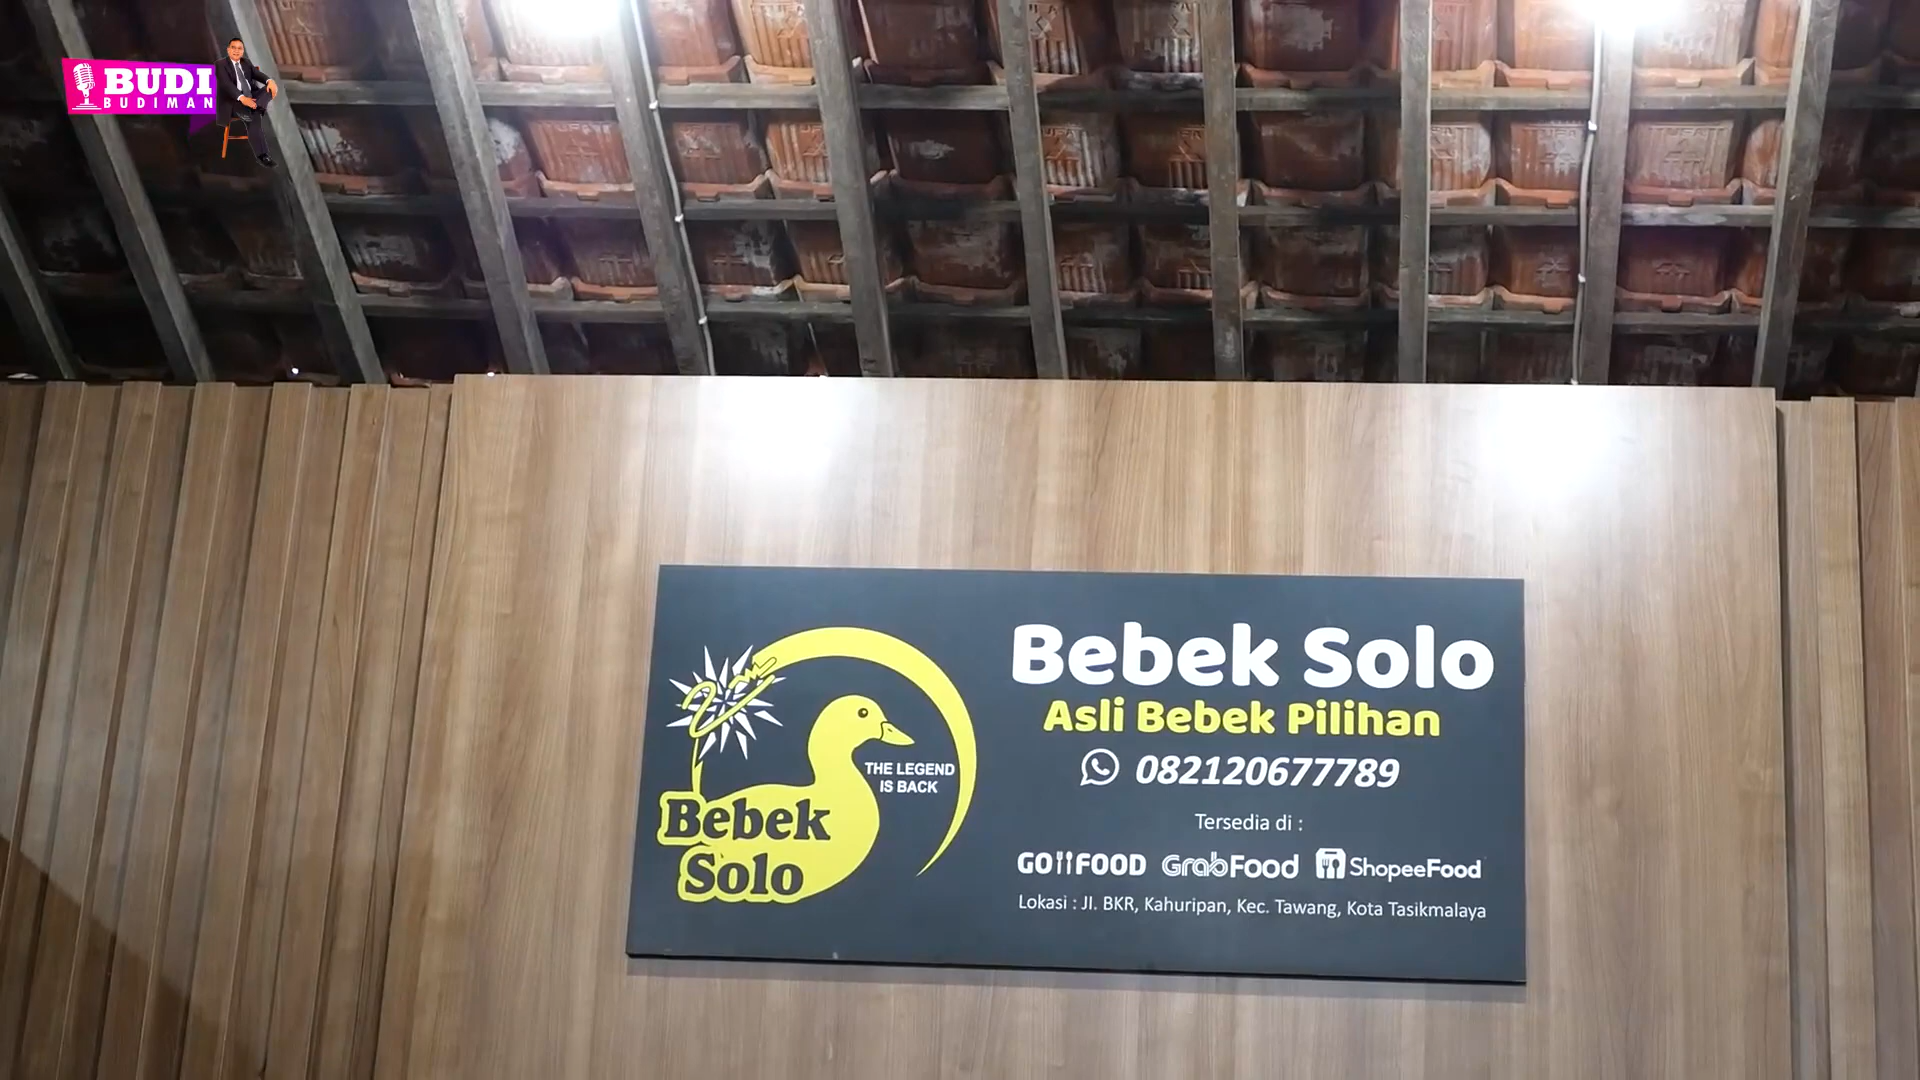 BUDI
BUDIMAN
Bebek Solo
Asli Bebek Pilihan
082120677789
Tersedia di :
GOFOOD GrabFood ShopeeFood
Lokasi : Jl. BKR, Kahuripan, Kec. Tawang, Kota Tasikmalaya
THE LEGEND
IS BACK
Bebek
Solo